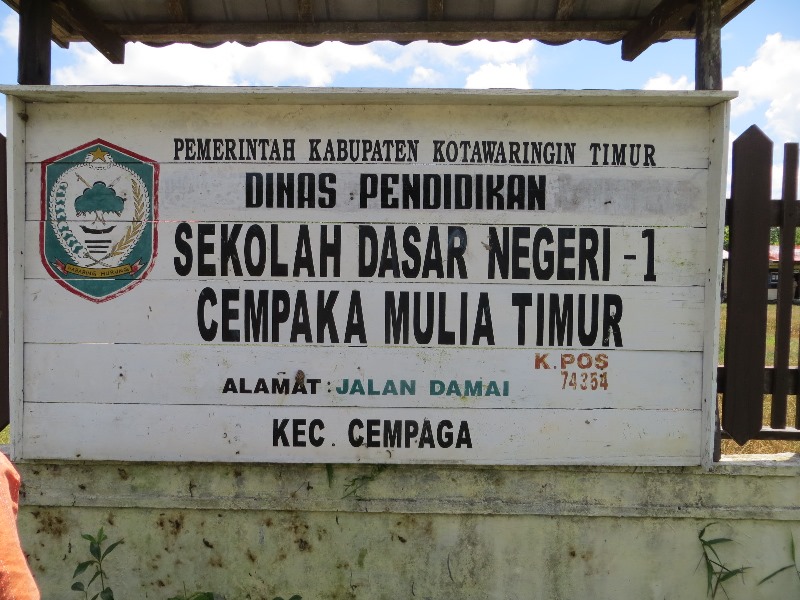 PEMERINTAH KABUPATEN KOTAWARINGIN TIMUR
DINAS PENDIDIKAN
SEKOLAH DASAR NEGERI -1
CEMPAKA MULIA TIMUR
K.POS
74354
ALAMAT : JALAN DAMAI
KEC. CEMPAGA